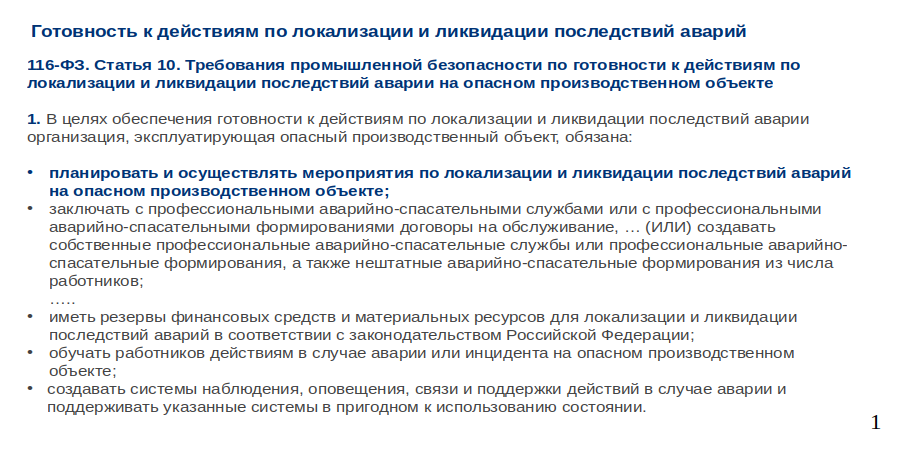 Готовность к действиям по локализации и ликвидации последствий аварий
116-ФЗ. Статья 10. Требования промышленной безопасности по готовности к действиям по
локализации и ликвидации последствий аварии на опасном производственном объекте
1. В целях обеспечения готовности к действиям по локализации и ликвидации последствий аварии
организация, эксплуатирующая опасный производственный объект, обязана:
• планировать и осуществлять мероприятия по локализации и ликвидации последствий аварий
на опасном производственном объекте;
• заключать с профессиональными аварийно-спасательными службами или с профессиональными
аварийно-спасательными формированиями договоры на обслуживание, … (ИЛИ) создавать
собственные профессиональные аварийно-спасательные службы или профессиональные аварийно-
спасательные формирования, а также нештатные аварийно-спасательные формирования из числа
работников;
…..
• иметь резервы финансовых средств и материальных ресурсов для локализации и ликвидации
последствий аварий в соответствии с законодательством Российской Федерации;
• обучать работников действиям в случае аварии или инцидента на опасном производственном
объекте;
• создавать системы наблюдения, оповещения, связи и поддержки действий в случае аварии и
поддерживать указанные системы в пригодном к использованию состоянии.
1